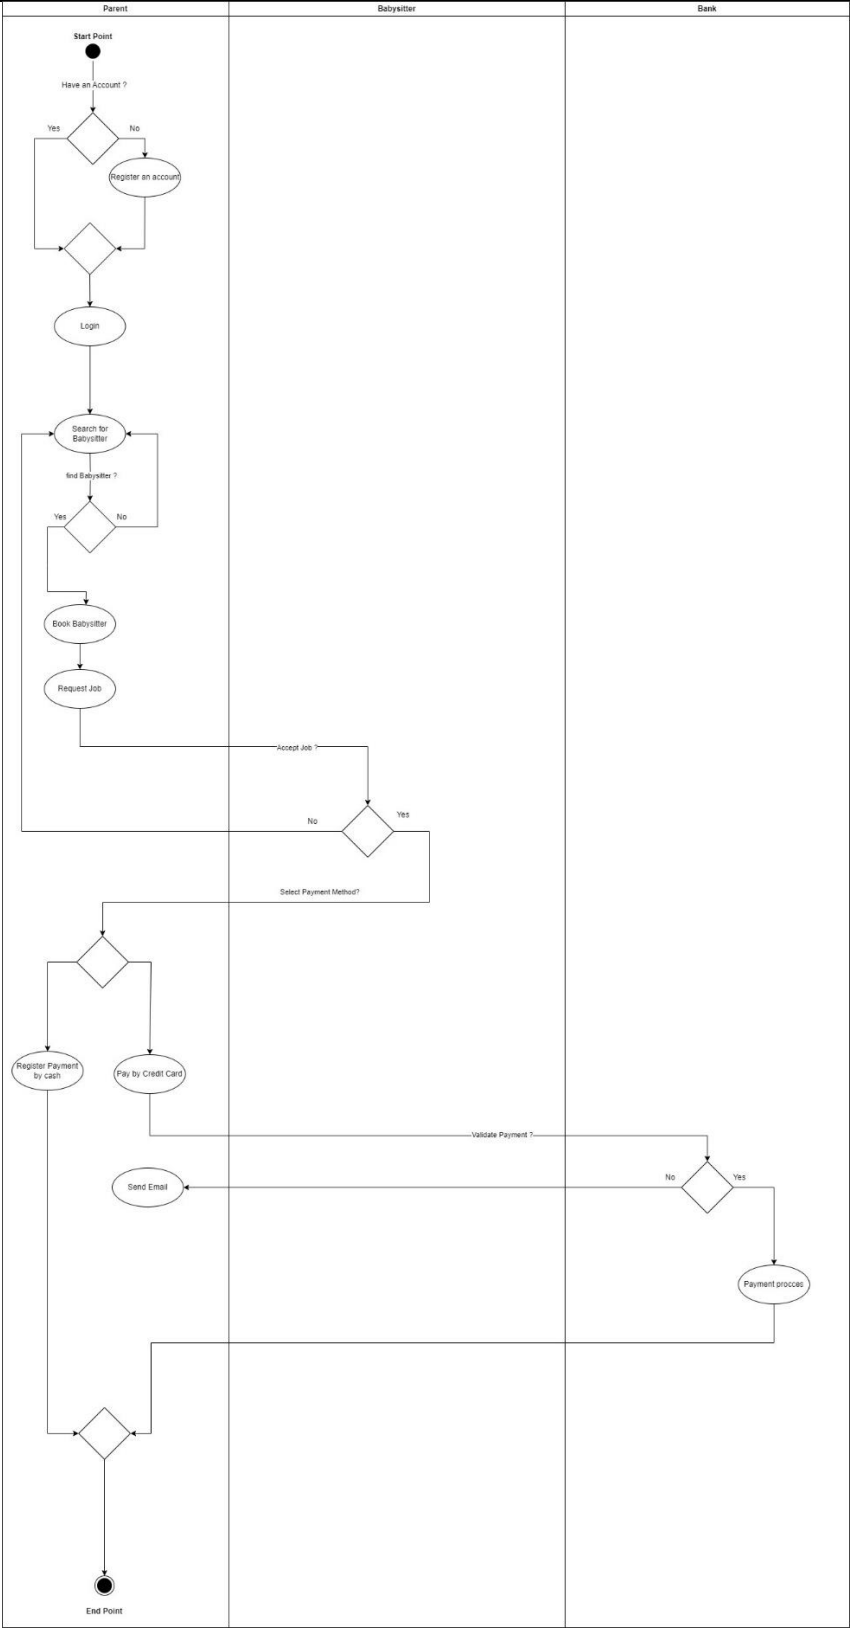 Parent
Babysitter
Bank
Start Point
Have an Account ?
Yes
No
Register an account
Login
Search for
Babysitter
find Babysitter ?
Yes
No
Book Babysitter
Request Job
Accept Job ?
No
Yes
Select Payment Method?
Register Payment
by cash
Pay by Credit Card
Validate Payment ?
Send Email
No
Yes
Payment procces
End Point